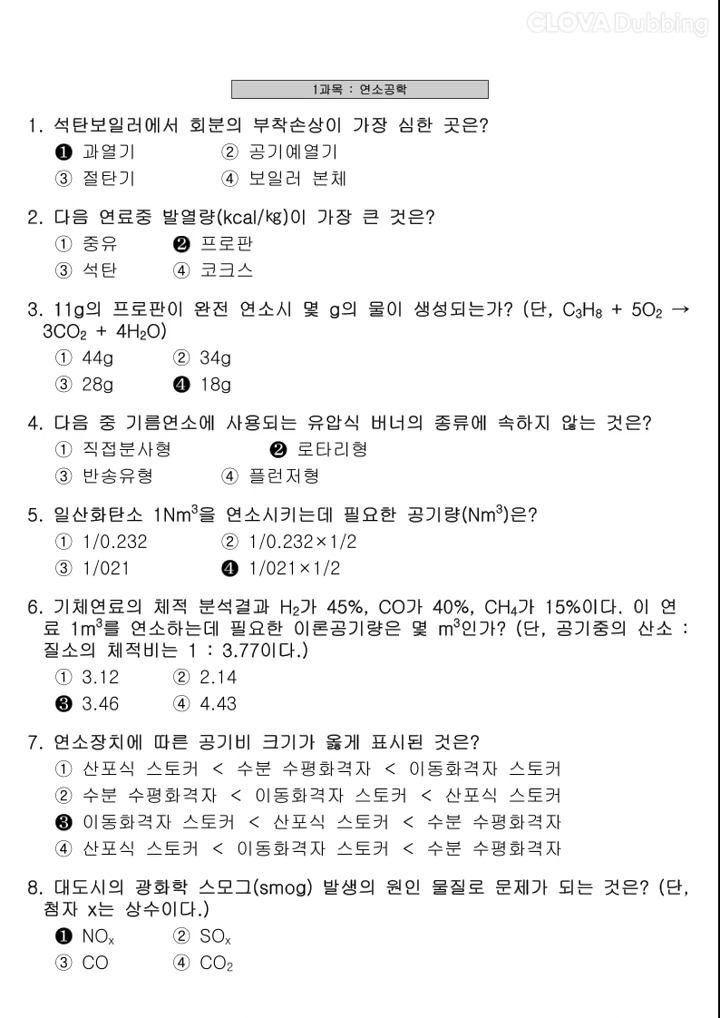 CLOVA Dubbing
1과목 : 연소공학
1. 석탄보일러에서 회분의 부착손상이 가장 심한 곳은?
❶ 과열기 ② 공기예열기
③ 절탄기 ④ 보일러 본체
2. 다음 연료중 발열량(kcal/㎏)이 가장 큰 것은?
① 중유 ❷ 프로판
③ 석탄 ④ 코크스
3. 11g의 프로판이 완전 연소시 몇 g의 물이 생성되는가? (단, C₃H₈ + 5O₂ →
3CO₂ + 4H₂O)
① 44g ② 34g
③ 28g ❹ 18g
4. 다음 중 기름연소에 사용되는 유압식 버너의 종류에 속하지 않는 것은?
① 직접분사형 ❷ 로타리형
③ 반송유형 ④ 플런저형
5. 일산화탄소 1Nm³을 연소시키는데 필요한 공기량(Nm³)은?
① 1/0.232 ② 1/0.232×1/2
③ 1/021 ❹ 1/021×1/2
6. 기체연료의 체적 분석결과 H₂가 45%, CO가 40%, CH₄가 15%이다. 이 연
료 1m³를 연소하는데 필요한 이론공기량은 몇 m³인가? (단, 공기중의 산소 :
질소의 체적비는 1 : 3.77이다.)
① 3.12 ② 2.14
❸ 3.46 ④ 4.43
7. 연소장치에 따른 공기비 크기가 옳게 표시된 것은?
① 산포식 스토커 < 수분 수평화격자 < 이동화격자 스토커
② 수분 수평화격자 < 이동화격자 스토커 < 산포식 스토커
❸ 이동화격자 스토커 < 산포식 스토커 < 수분 수평화격자
④ 산포식 스토커 < 이동화격자 스토커 < 수분 수평화격자
8. 대도시의 광화학 스모그(smog) 발생의 원인 물질로 문제가 되는 것은? (단,
첨자 x는 상수이다.)
❶ NOₓ ② SOₓ
③ CO ④ CO₂